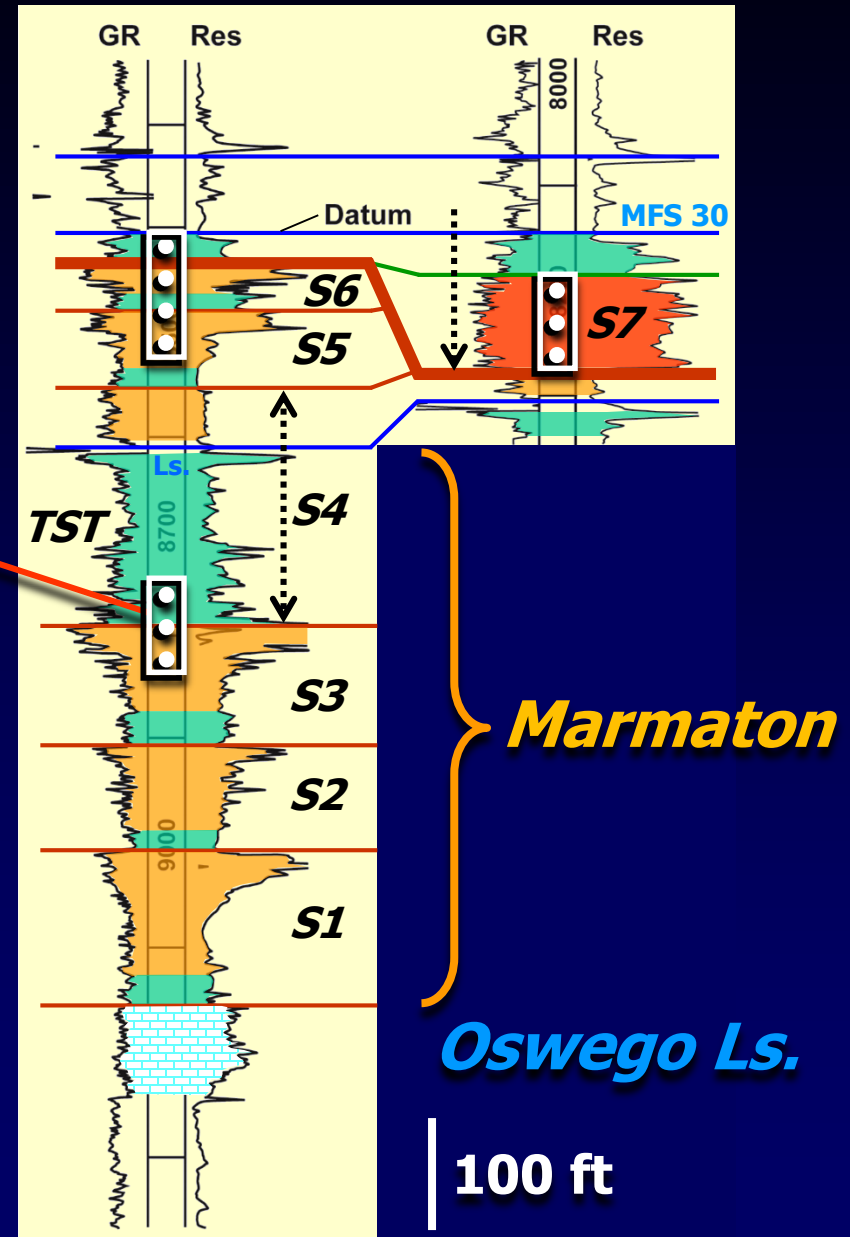 GR Res GR Res
8000
Datum MFS 30
S6
S7
S5
Ls.
S4
TST
8700
S3
Marmaton
S2
9000
S1
Oswego Ls.
100 ft